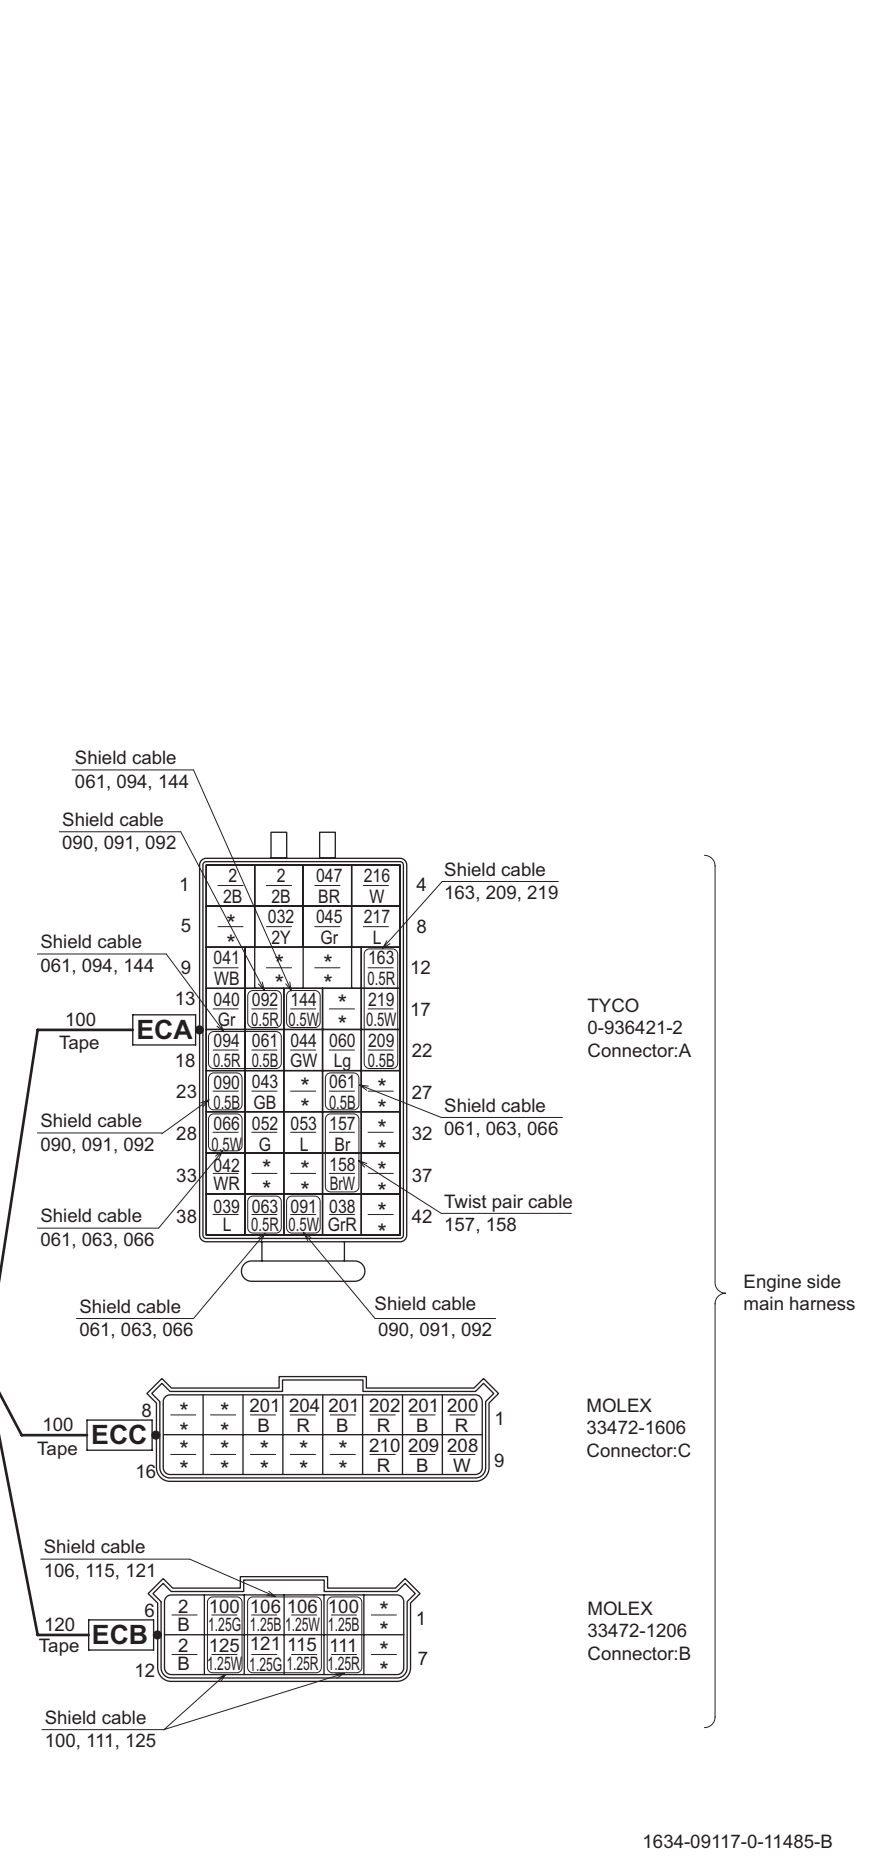 Shield cable
061, 094, 144
Shield cable
090, 091, 092
Shield cable
163, 209, 219
1 2 2 047 216 4
2B 2B BR W
5 * 032 045 217 8
* 2Y Gr L
Shield cable
061, 094, 144
9 041 * * 163 12
WB * * 0.5R
13 040 092 144 * 219 17
Gr 0.5R 0.5W * 0.5W
100
Tape
ECA
TYCO
0-936421-2
Connector:A
18 094 061 044 060 209 22
0.5R 0.5B GW Lg 0.5B
23 090 043 * 061 * 27
0.5B GB * 0.5B *
Shield cable
090, 091, 092
Shield cable
061, 063, 066
28 066 052 053 157 * 32
0.5W G L Br *
33 042 * * 158 * 37
WR * * BrW *
Shield cable
061, 063, 066
Twist pair cable
157, 158
38 039 063 091 038 * 42
L 0.5R 0.5W GrR *
Engine side
main harness
Shield cable
061, 063, 066
Shield cable
090, 091, 092
8 * * 201 204 201 202 201 200 1
* * B R B R B R
100
Tape
ECC
MOLEX
33472-1606
Connector:C
16 * * * * * 210 209 208 9
* * * * * R B W
Shield cable
106, 115, 121
6 2 100 106 106 100 * 1
B 1.25G 1.25B 1.25W 1.25B *
120
Tape
ECB
MOLEX
33472-1206
Connector:B
12 2 125 121 115 111 * 7
B 1.25W 1.25G 1.25R 1.25R *
Shield cable
100, 111, 125
1634-09117-0-11485-B